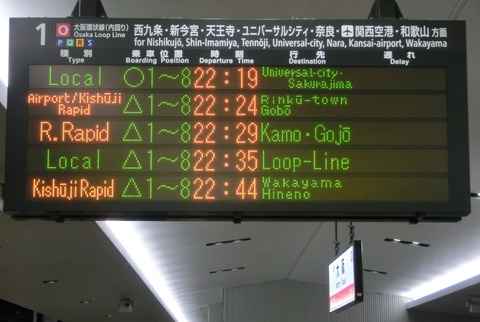 1 O 大阪環状線(内回り) 西九条・新今宮・天王寺・ユニバーサルシティ・奈良・関西空港・和歌山 方面
Osaka Loop Line for Nishikujō, Shin-Imamiya, Tennōji, Universal-city, Nara, Kansai-airport, Wakayama
P Q R S
種別 乗車位置 時刻 行先 遅れ
Type Boarding Position Departure Time Destination Delay
Local ○1〜8 22:19 Universal-city・Sakurajima
Airport/Kishūji Rapid △1〜8 22:24 Rinkū-town Gobō
R. Rapid △1〜8 22:29 Kamo・Gojō
Local △1〜8 22:35 Loop-Line
Kishūji Rapid △1〜8 22:44 Wakayama Hineno
大阪